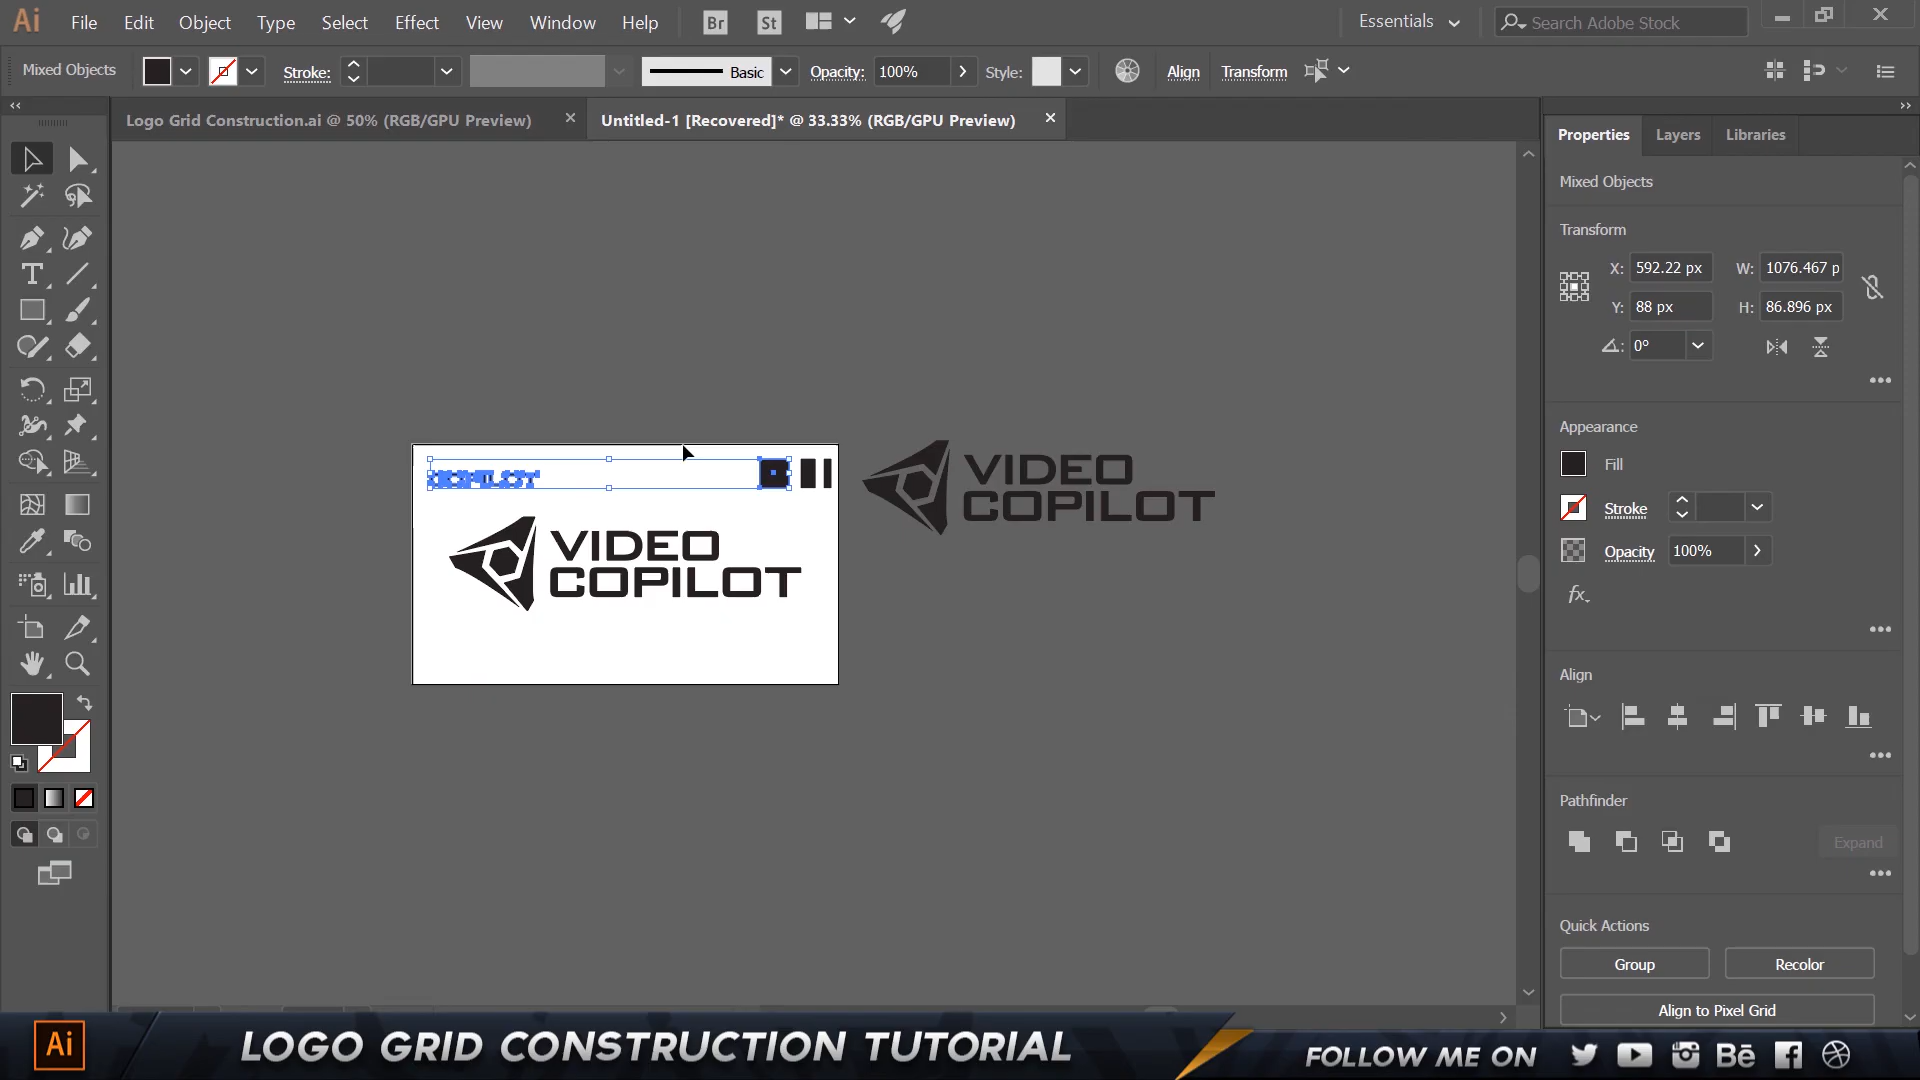 Ai File Edit Object Type Select Effect View Window Help Br St Essentials Search Adobe Stock
Mixed Objects Stroke: Basic Opacity: 100% Style: Align Transform
Logo Grid Construction.ai @ 50% (RGB/GPU Preview) Untitled-1 [Recovered]* @ 33.33% (RGB/GPU Preview)
Properties Layers Libraries
Mixed Objects
Transform
X: 592.22 px W: 1076.467 p
Y: 88 px H: 86.896 px
0°
Appearance
Fill
Stroke
Opacity 100%
fx
Align
Pathfinder
Expand
Quick Actions
Group Recolor
Align to Pixel Grid
VIDEO
COPILOT
VIDEO
COPILOT
Ai LOGO GRID CONSTRUCTION TUTORIAL FOLLOW ME ON Bē